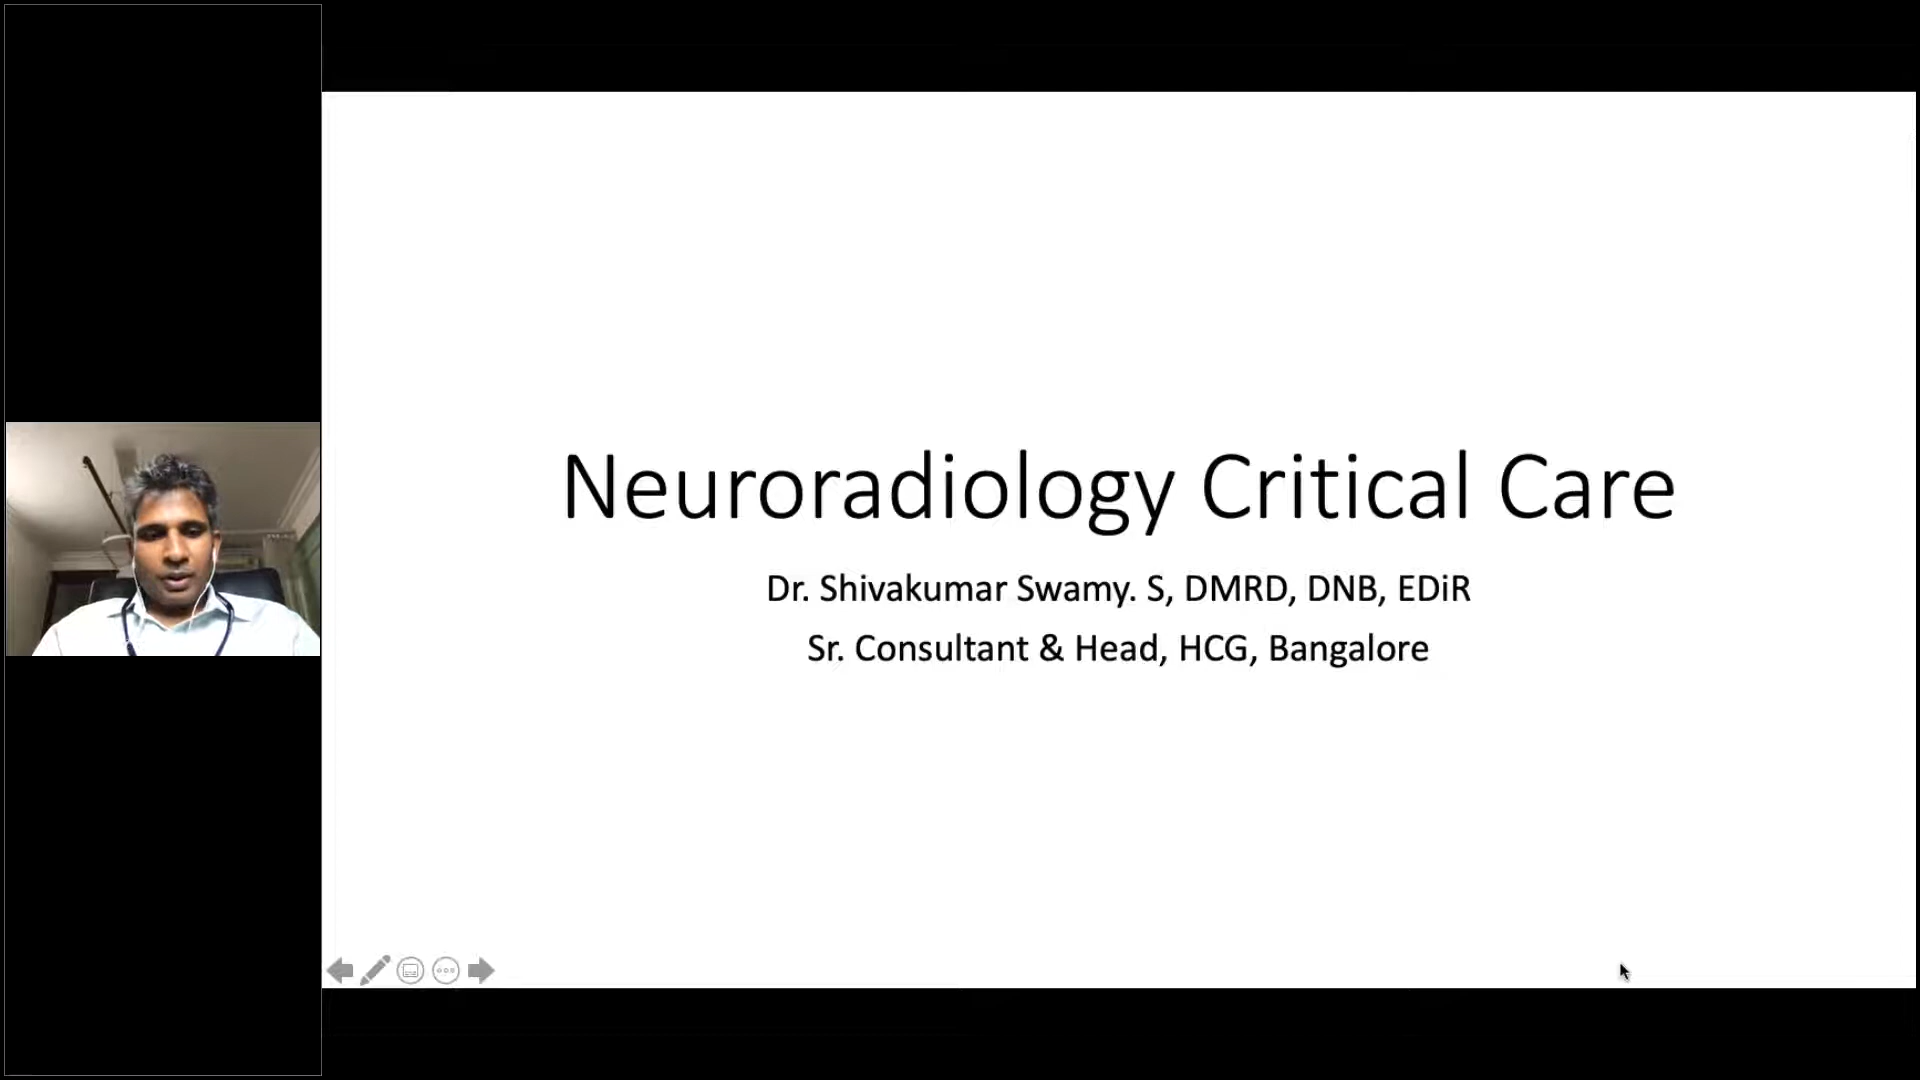 Neuroradiology Critical Care
Dr. Shivakumar Swamy. S, DMRD, DNB, EDiR
Sr. Consultant & Head, HCG, Bangalore